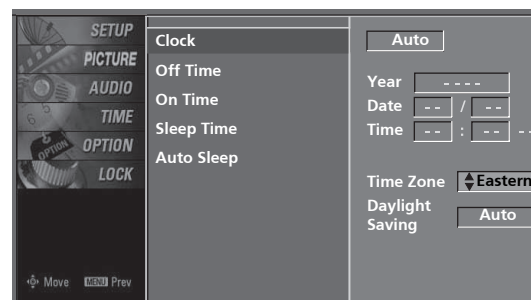 SETUP
PICTURE
AUDIO
TIME
OPTION
LOCK
Move MENU Prev
Clock
Off Time
On Time
Sleep Time
Auto Sleep
Auto
Year - - - -
Date - - / - -
Time - - : - - - -
Time Zone Eastern
Daylight
Saving Auto